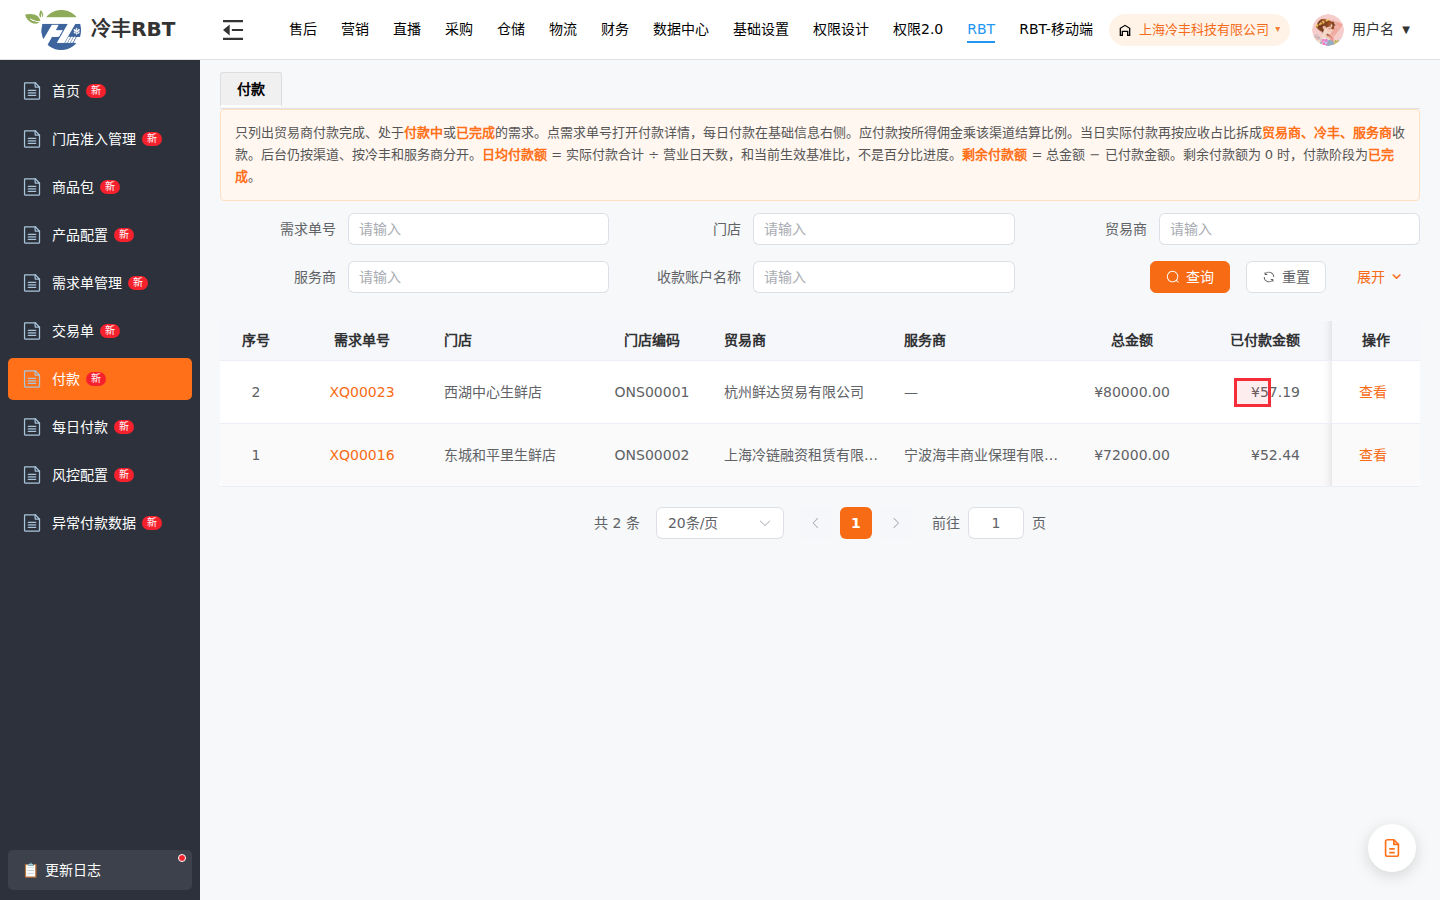 冷丰RBT
售后 营销 直播 采购 仓储 物流 财务 数据中心 基础设置 权限设计 权限2.0 RBT RBT-移动端 上海冷丰科技有限公司 ▾ 用户名 ▼
首页 新
门店准入管理 新
商品包 新
产品配置 新
需求单管理 新
交易单 新
付款 新
每日付款 新
风控配置 新
异常付款数据 新
更新日志
付款
只列出贸易商付款完成、处于付款中或已完成的需求。点需求单号打开付款详情，每日付款在基础信息右侧。应付款按所得佣金乘该渠道结算比例。当日实际付款再按应收占比拆成贸易商、冷丰、服务商收
款。后台仍按渠道、按冷丰和服务商分开。日均付款额 = 实际付款合计 ÷ 营业日天数，和当前生效基准比，不是百分比进度。剩余付款额 = 总金额 − 已付款金额。剩余付款额为 0 时，付款阶段为已完
成。
需求单号 请输入 门店 请输入 贸易商 请输入
服务商 请输入 收款账户名称 请输入 查询 重置 展开
序号 需求单号 门店 门店编码 贸易商 服务商 总金额 已付款金额 操作
2 XQ00023 西湖中心生鲜店 ONS00001 杭州鲜达贸易有限公司 — ¥80000.00 ¥57.19 查看
1 XQ00016 东城和平里生鲜店 ONS00002 上海冷链融资租赁有限... 宁波海丰商业保理有限... ¥72000.00 ¥52.44 查看
共 2 条 20条/页 1 前往 1 页